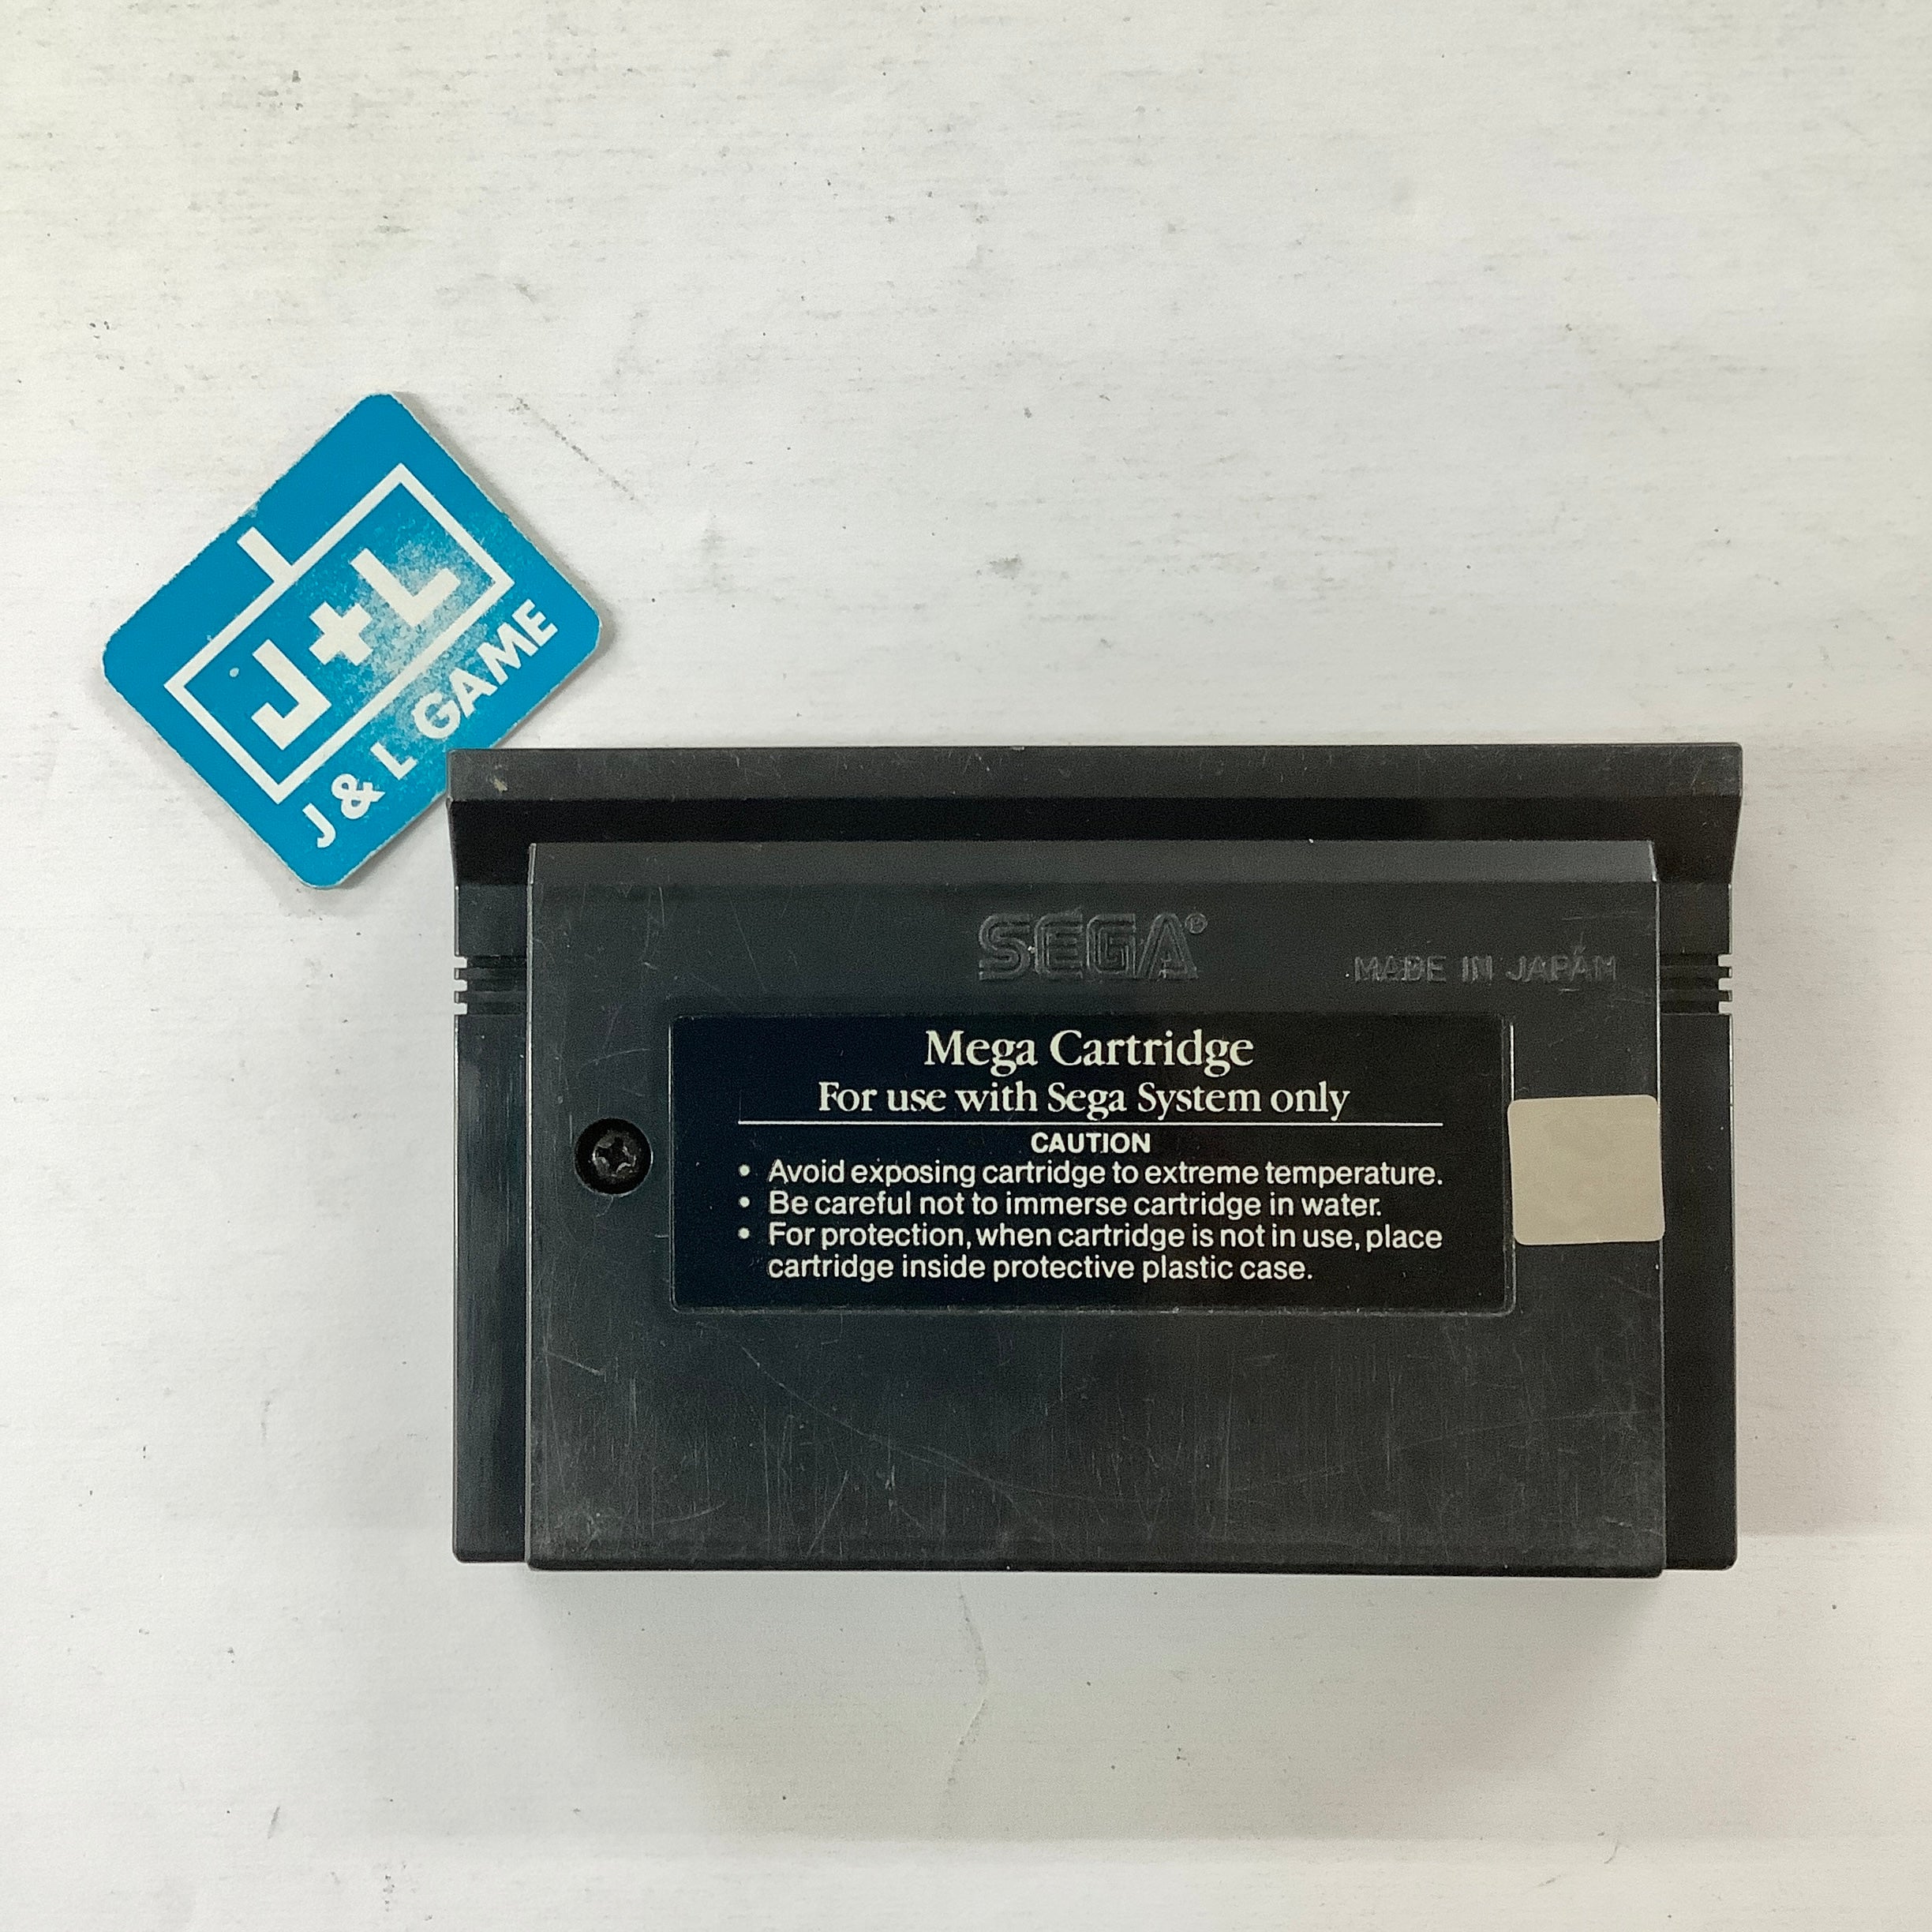 J+L
J & L GAME
SEGA®
MADE IN JAPAN
Mega Cartridge
For use with Sega System only
CAUTION
• Avoid exposing cartridge to extreme temperature.
• Be careful not to immerse cartridge in water.
• For protection, when cartridge is not in use, place
cartridge inside protective plastic case.